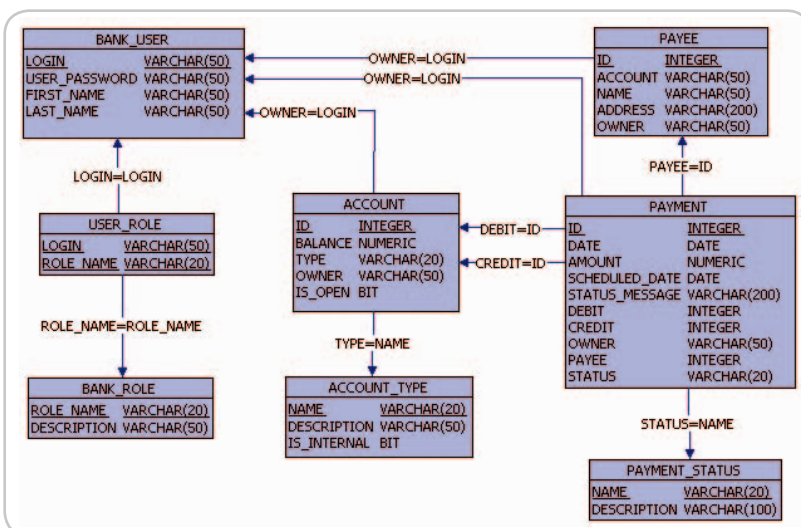 BANK_USER
LOGIN VARCHAR(50)
USER_PASSWORD VARCHAR(50)
FIRST_NAME VARCHAR(50)
LAST_NAME VARCHAR(50)
OWNER=LOGIN
OWNER=LOGIN
OWNER=LOGIN
PAYEE
ID INTEGER
ACCOUNT VARCHAR(50)
NAME VARCHAR(50)
ADDRESS VARCHAR(200)
OWNER VARCHAR(50)
LOGIN=LOGIN
PAYEE=ID
USER_ROLE
LOGIN VARCHAR(50)
ROLE_NAME VARCHAR(20)
ACCOUNT
ID INTEGER
BALANCE NUMERIC
TYPE VARCHAR(20)
OWNER VARCHAR(50)
IS_OPEN BIT
DEBIT=ID
CREDIT=ID
PAYMENT
ID INTEGER
DATE DATE
AMOUNT NUMERIC
SCHEDULED_DATE DATE
STATUS_MESSAGE VARCHAR(200)
DEBIT INTEGER
CREDIT INTEGER
OWNER VARCHAR(50)
PAYEE INTEGER
STATUS VARCHAR(20)
ROLE_NAME=ROLE_NAME
TYPE=NAME
BANK_ROLE
ROLE_NAME VARCHAR(20)
DESCRIPTION VARCHAR(50)
ACCOUNT_TYPE
NAME VARCHAR(20)
DESCRIPTION VARCHAR(50)
IS_INTERNAL BIT
STATUS=NAME
PAYMENT_STATUS
NAME VARCHAR(20)
DESCRIPTION VARCHAR(100)